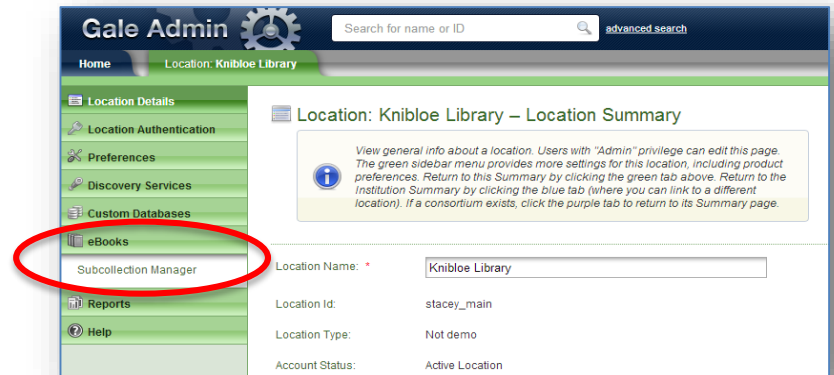 Gale Admin
Search for name or ID
advanced search
Home
Location: Knibloe Library
Location Details
Location Authentication
Preferences
Discovery Services
Custom Databases
eBooks
Subcollection Manager
Reports
Help
Location: Knibloe Library – Location Summary
View general info about a location. Users with "Admin" privilege can edit this page.
The green sidebar menu provides more settings for this location, including product
preferences. Return to this Summary by clicking the green tab above. Return to the
Institution Summary by clicking the blue tab (where you can link to a different
location). If a consortium exists, click the purple tab to return to its Summary page.
Location Name: * Knibloe Library
Location Id: stacey_main
Location Type: Not demo
Account Status: Active Location